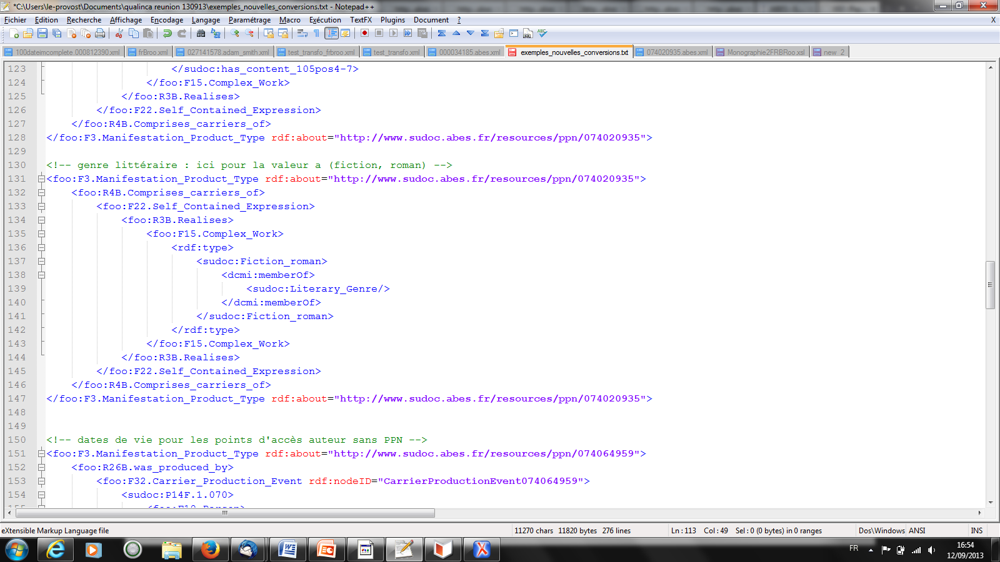 *C:\Users\le-provost\Documents\qualinca reunion 130913\exemples_nouvelles_conversions.txt - Notepad++
Fichier Edition Recherche Affichage Encodage Langage Paramétrage Macro Exécution TextFX Plugins Document ? X
100dateimcomplete.000812390.xml frBroo.xml 027141578.adam_smith.xml test_transfo_frbroo.xml test_transfo.xml 000034185.abes.xml exemples_nouvelles_conversions.txt 074020935.abes.xml Monographie2FRBRoo.xsl new 2
123 </sudoc:has_content_105pos4-7>
124 </foo:F15.Complex_Work>
125 </foo:R3B.Realises>
126 </foo:F22.Self_Contained_Expression>
127 </foo:R4B.Comprises_carriers_of>
128 </foo:F3.Manifestation_Product_Type rdf:about="http://www.sudoc.abes.fr/resources/ppn/074020935">
129
130 <!-- genre littéraire : ici pour la valeur a (fiction, roman) -->
131 <foo:F3.Manifestation_Product_Type rdf:about="http://www.sudoc.abes.fr/resources/ppn/074020935">
132 <foo:R4B.Comprises_carriers_of>
133 <foo:F22.Self_Contained_Expression>
134 <foo:R3B.Realises>
135 <foo:F15.Complex_Work>
136 <rdf:type>
137 <sudoc:Fiction_roman>
138 <dcmi:memberOf>
139 <sudoc:Literary_Genre/>
140 </dcmi:memberOf>
141 </sudoc:Fiction_roman>
142 </rdf:type>
143 </foo:F15.Complex_Work>
144 </foo:R3B.Realises>
145 </foo:F22.Self_Contained_Expression>
146 </foo:R4B.Comprises_carriers_of>
147 </foo:F3.Manifestation_Product_Type rdf:about="http://www.sudoc.abes.fr/resources/ppn/074020935">
148
149
150 <!-- dates de vie pour les points d'accès auteur sans PPN -->
151 <foo:F3.Manifestation_Product_Type rdf:about="http://www.sudoc.abes.fr/resources/ppn/074064959">
152 <foo:R26B.was_produced_by>
153 <foo:F32.Carrier_Production_Event rdf:nodeID="CarrierProductionEvent074064959">
154 <sudoc:P14F.1.070>
eXtensible Markup Language file 11270 chars 11820 bytes 276 lines Ln : 113 Col : 49 Sel : 0 (0 bytes) in 0 ranges Dos\Windows ANSI INS
FR 16:54
12/09/2013